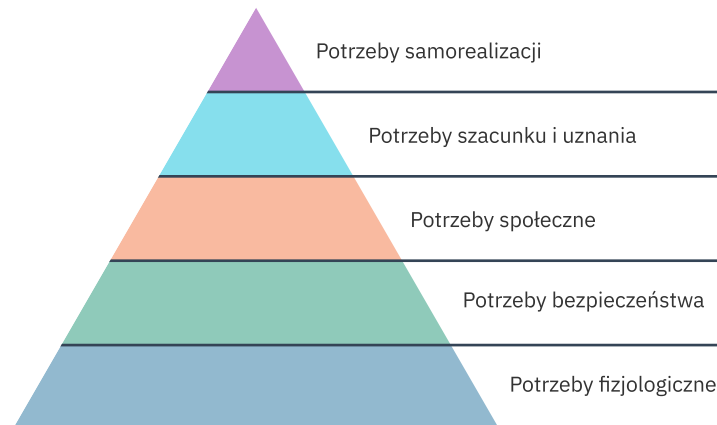 Potrzeby samorealizacji
Potrzeby szacunku i uznania
Potrzeby społeczne
Potrzeby bezpieczeństwa
Potrzeby fizjologiczne